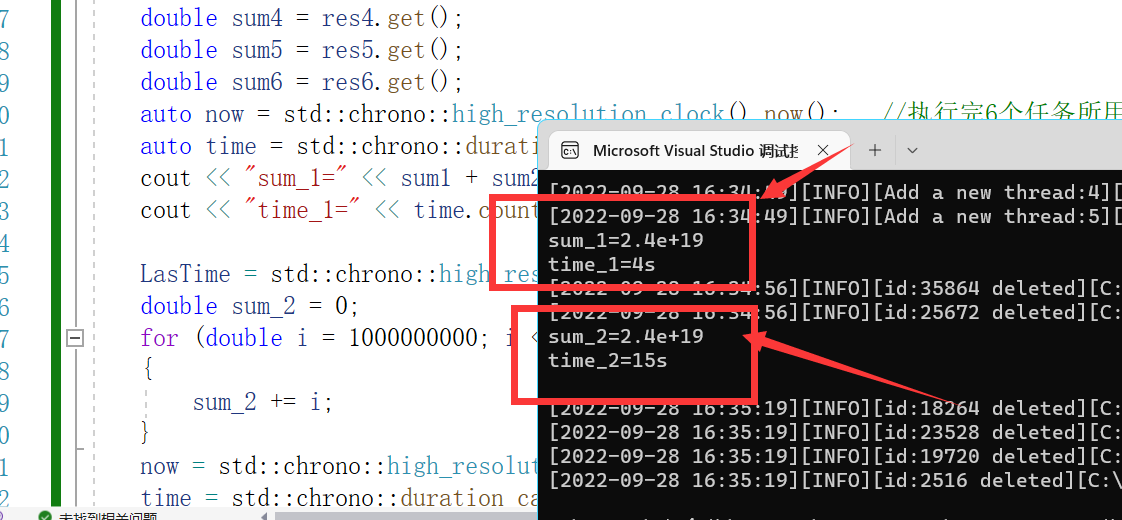 7 double sum4 = res4.get();
8 double sum5 = res5.get();
9 double sum6 = res6.get();
0 auto now = std::chrono::high_resolution_clock().now(); //执行完6个任务所用
1 auto time = std::chrono::durati
2 cout << "sum_1=" << sum1 + sum2
3 cout << "time_1=" << time.count
4
5 LasTime = std::chrono::high_res
6 double sum_2 = 0;
7 for (double i = 1000000000; i <
8 {
9 sum_2 += i;
0 }
1 now = std::chrono::high_resolut
2 time = std::chrono::duration_ca
未找到相关问题
Microsoft Visual Studio 调试控
[2022-09-28 16:34:49][INFO][Add a new thread:4][
[2022-09-28 16:34:49][INFO][Add a new thread:5][
sum_1=2.4e+19
time_1=4s
[2022-09-28 16:34:56][INFO][id:35864 deleted][C:
[2022-09-28 16:34:56][INFO][id:25672 deleted][C:
sum_2=2.4e+19
time_2=15s
[2022-09-28 16:35:19][INFO][id:18264 deleted][C:
[2022-09-28 16:35:19][INFO][id:23528 deleted][C:
[2022-09-28 16:35:19][INFO][id:19720 deleted][C:
[2022-09-28 16:35:19][INFO][id:2516 deleted][C:\